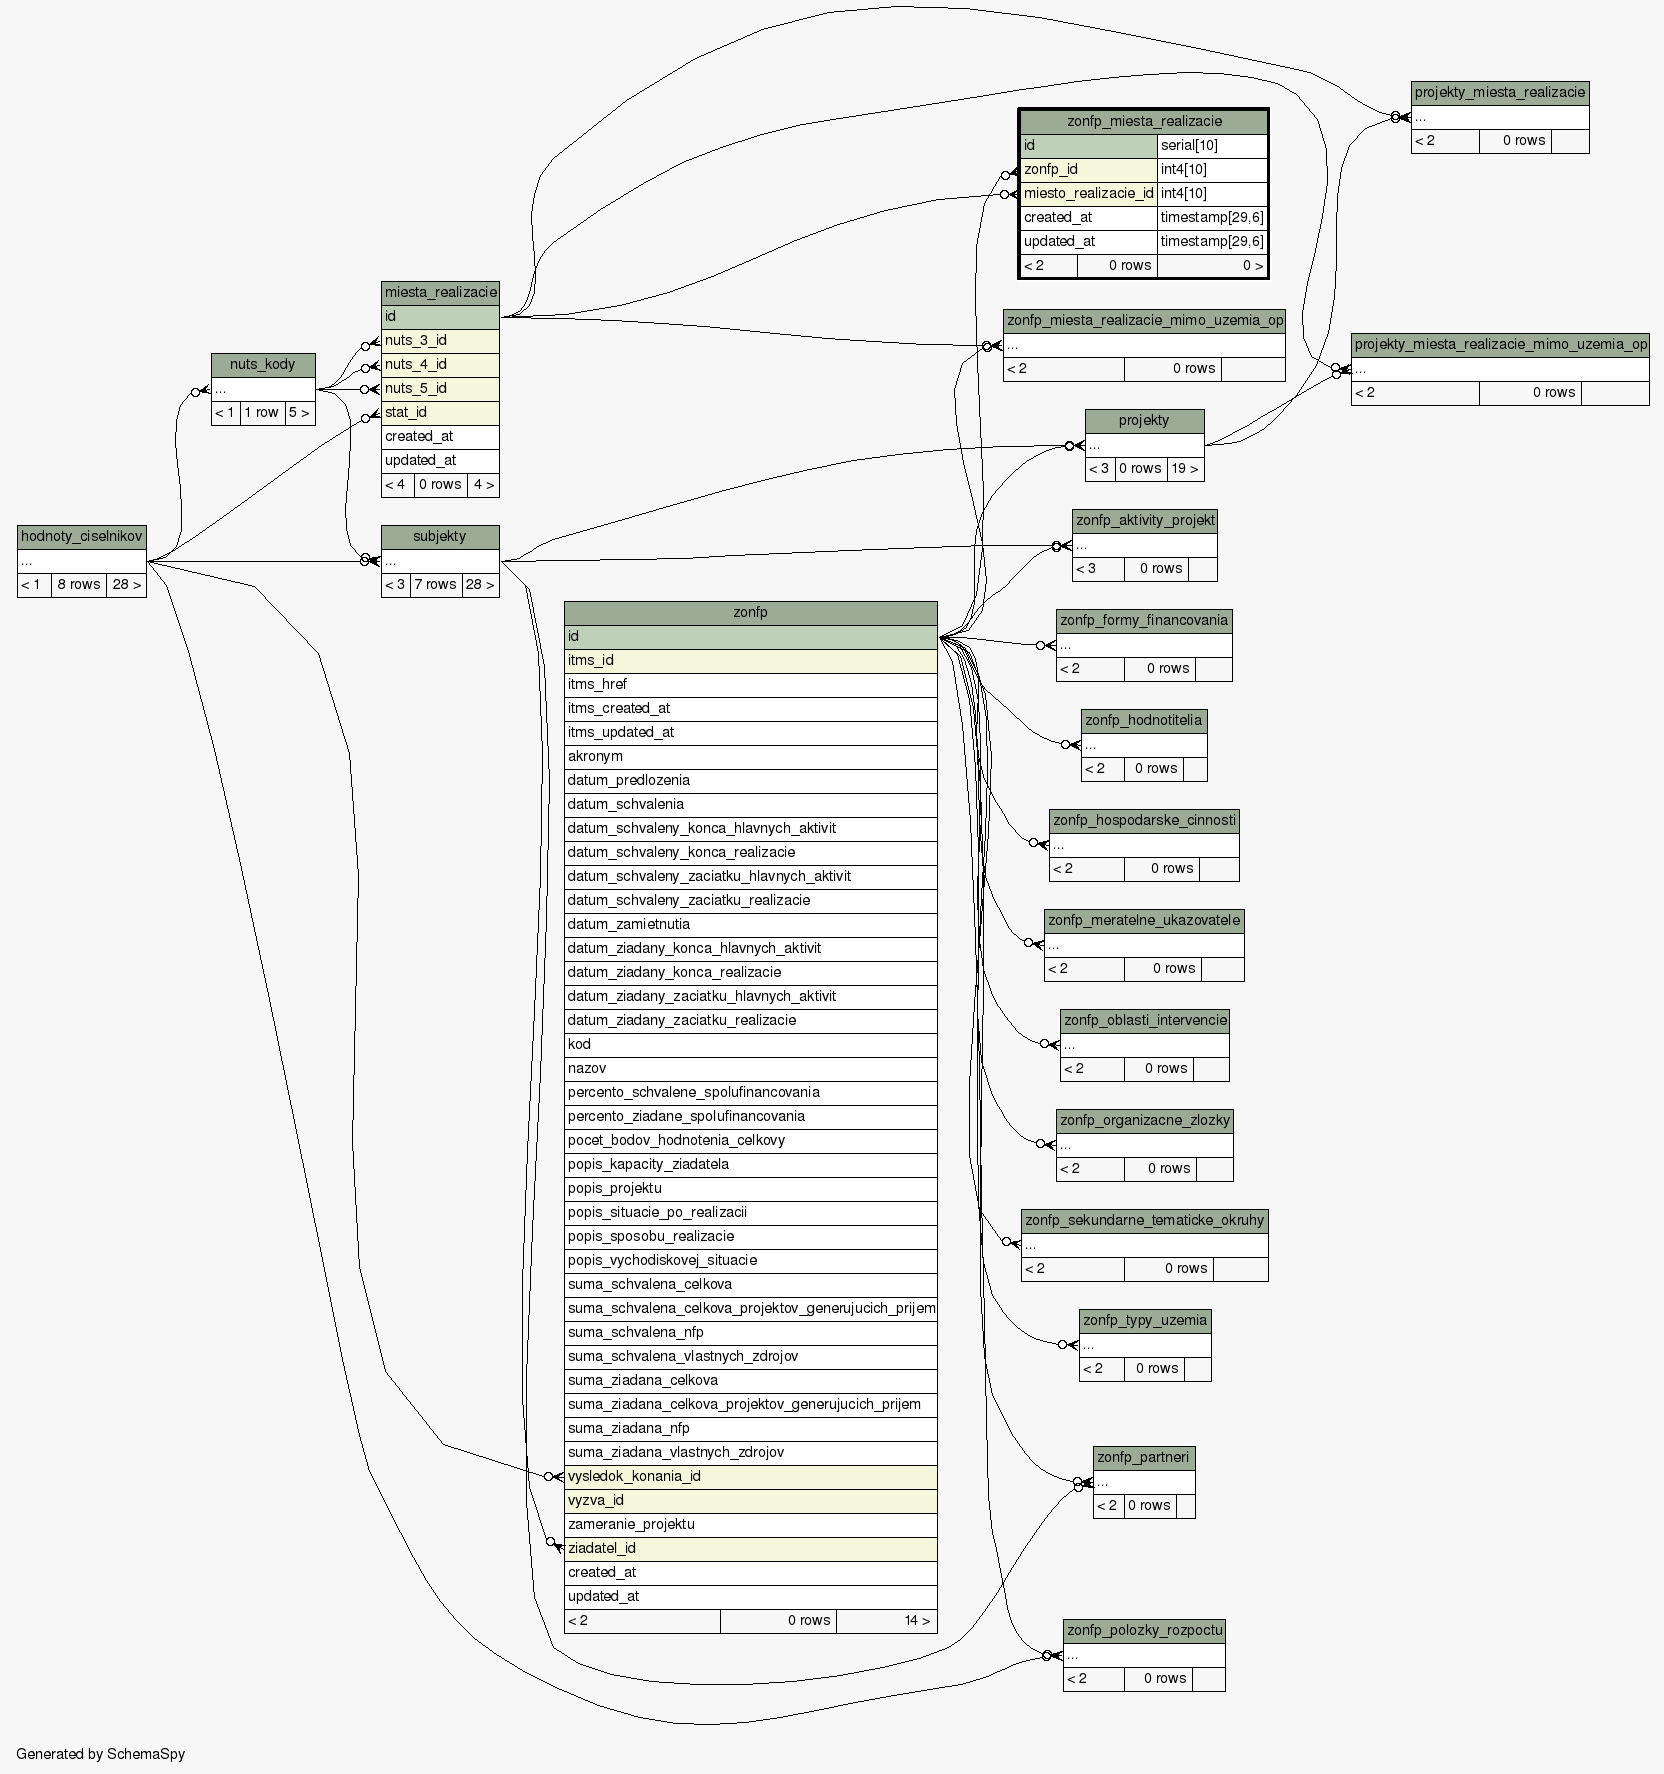 projekty_miesta_realizacie
...
< 2 0 rows
zonfp_miesta_realizacie
id serial[10]
zonfp_id int4[10]
miesto_realizacie_id int4[10]
created_at timestamp[29,6]
updated_at timestamp[29,6]
< 2 0 rows 0 >
miesta_realizacie
id
nuts_3_id
nuts_4_id
nuts_5_id
stat_id
created_at
updated_at
< 4 0 rows 4 >
zonfp_miesta_realizacie_mimo_uzemia_op
...
< 2 0 rows
projekty_miesta_realizacie_mimo_uzemia_op
...
< 2 0 rows
nuts_kody
...
< 1 1 row 5 >
projekty
...
< 3 0 rows 19 >
hodnoty_ciselnikov
...
< 1 8 rows 28 >
subjekty
...
< 3 7 rows 28 >
zonfp_aktivity_projekt
...
< 3 0 rows
zonfp
id
itms_id
itms_href
itms_created_at
itms_updated_at
akronym
datum_predlozenia
datum_schvalenia
datum_schvaleny_konca_hlavnych_aktivit
datum_schvaleny_konca_realizacie
datum_schvaleny_zaciatku_hlavnych_aktivit
datum_schvaleny_zaciatku_realizacie
datum_zamietnutia
datum_ziadany_konca_hlavnych_aktivit
datum_ziadany_konca_realizacie
datum_ziadany_zaciatku_hlavnych_aktivit
datum_ziadany_zaciatku_realizacie
kod
nazov
percento_schvalene_spolufinancovania
percento_ziadane_spolufinancovania
pocet_bodov_hodnotenia_celkovy
popis_kapacity_ziadatela
popis_projektu
popis_situacie_po_realizacii
popis_sposobu_realizacie
popis_vychodiskovej_situacie
suma_schvalena_celkova
suma_schvalena_celkova_projektov_generujucich_prijem
suma_schvalena_nfp
suma_schvalena_vlastnych_zdrojov
suma_ziadana_celkova
suma_ziadana_celkova_projektov_generujucich_prijem
suma_ziadana_nfp
suma_ziadana_vlastnych_zdrojov
vysledok_konania_id
vyzva_id
zameranie_projektu
ziadatel_id
created_at
updated_at
< 2 0 rows 14 >
zonfp_formy_financovania
...
< 2 0 rows
zonfp_hodnotitelia
...
< 2 0 rows
zonfp_hospodarske_cinnosti
...
< 2 0 rows
zonfp_meratelne_ukazovatele
...
< 2 0 rows
zonfp_oblasti_intervencie
...
< 2 0 rows
zonfp_organizacne_zlozky
...
< 2 0 rows
zonfp_sekundarne_tematicke_okruhy
...
< 2 0 rows
zonfp_typy_uzemia
...
< 2 0 rows
zonfp_partneri
...
< 2 0 rows
zonfp_polozky_rozpoctu
...
< 2 0 rows
Generated by SchemaSpy